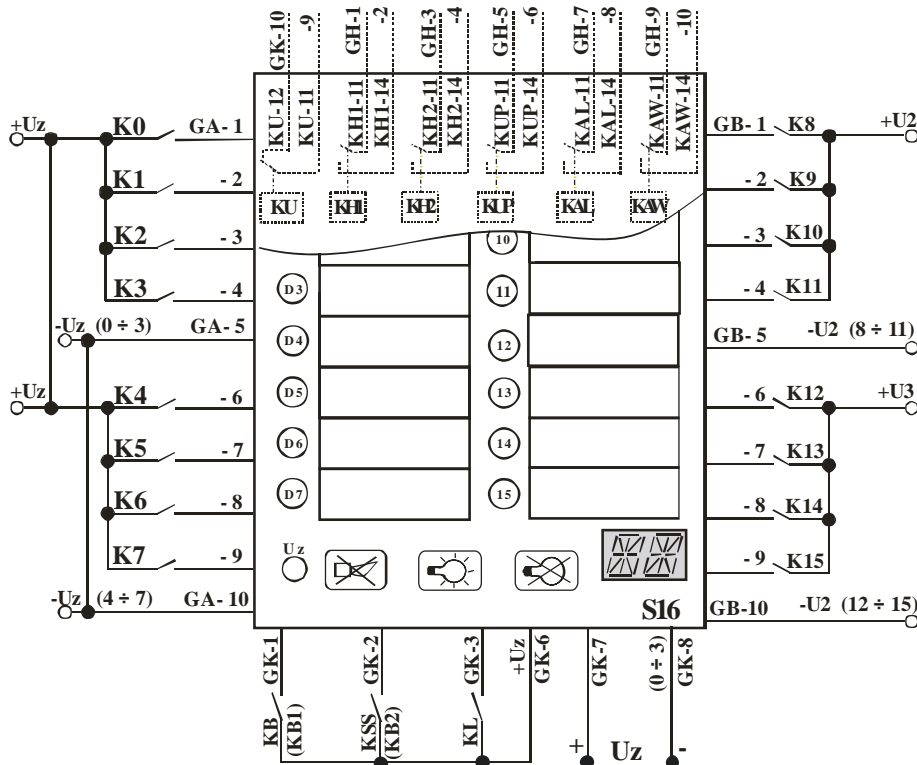 GK-10 -9 GH-1 -2 GH-3 -4 GH-5 -6 GH-7 -8 GH-9 -10
KU-12 KU-11 KH1-11 KH1-14 KH2-11 KH2-14 KUP-11 KUP-14 KAL-11 KAL-14 KAW-11 KAW-14
+Uz K0 GA- 1 GB- 1 K8 +U2
K1 - 2 KU KH1 KH2 KUP KAL KAW - 2 K9
K2 - 3 10 - 3 K10
K3 - 4 D3 11 - 4 K11
-Uz (0 ÷ 3) GA- 5 D4 12 GB- 5 -U2 (8 ÷ 11)
+Uz K4 - 6 D5 13 - 6 K12 +U3
K5 - 7 D6 14 - 7 K13
K6 - 8 D7 15 - 8 K14
K7 - 9 Uz - 9 K15
-Uz (4 ÷ 7) GA- 10 S16 GB-10 -U2 (12 ÷ 15)
GK-1 GK-2 GK-3 +Uz GK-6 GK-7 (0 ÷ 3) GK-8
KB (KB1) KSS (KB2) KL + Uz -